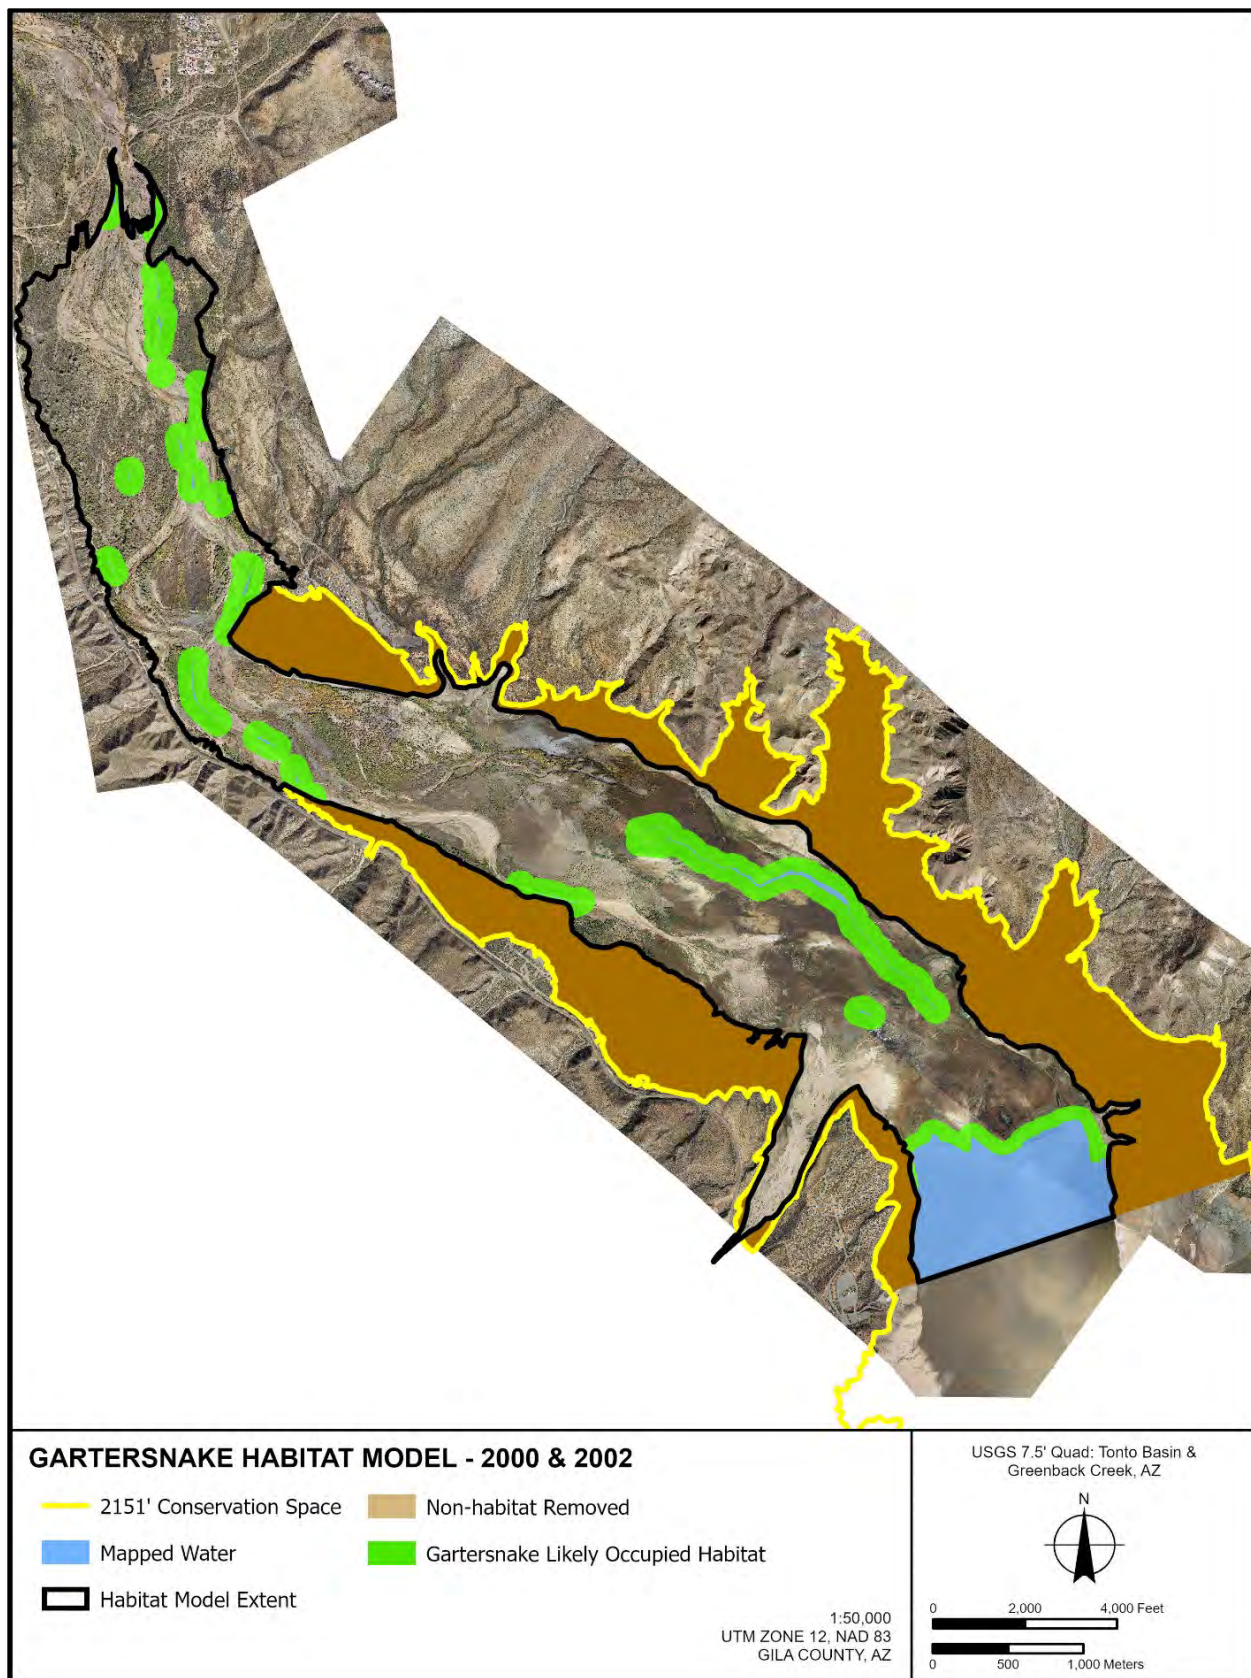 GARTERSNAKE HABITAT MODEL - 2000 & 2002
2151' Conservation Space
Non-habitat Removed
Mapped Water
Gartersnake Likely Occupied Habitat
Habitat Model Extent
1:50,000
UTM ZONE 12, NAD 83
GILA COUNTY, AZ
USGS 7.5' Quad: Tonto Basin &
Greenback Creek, AZ
N
0 2,000 4,000 Feet
0 500 1,000 Meters